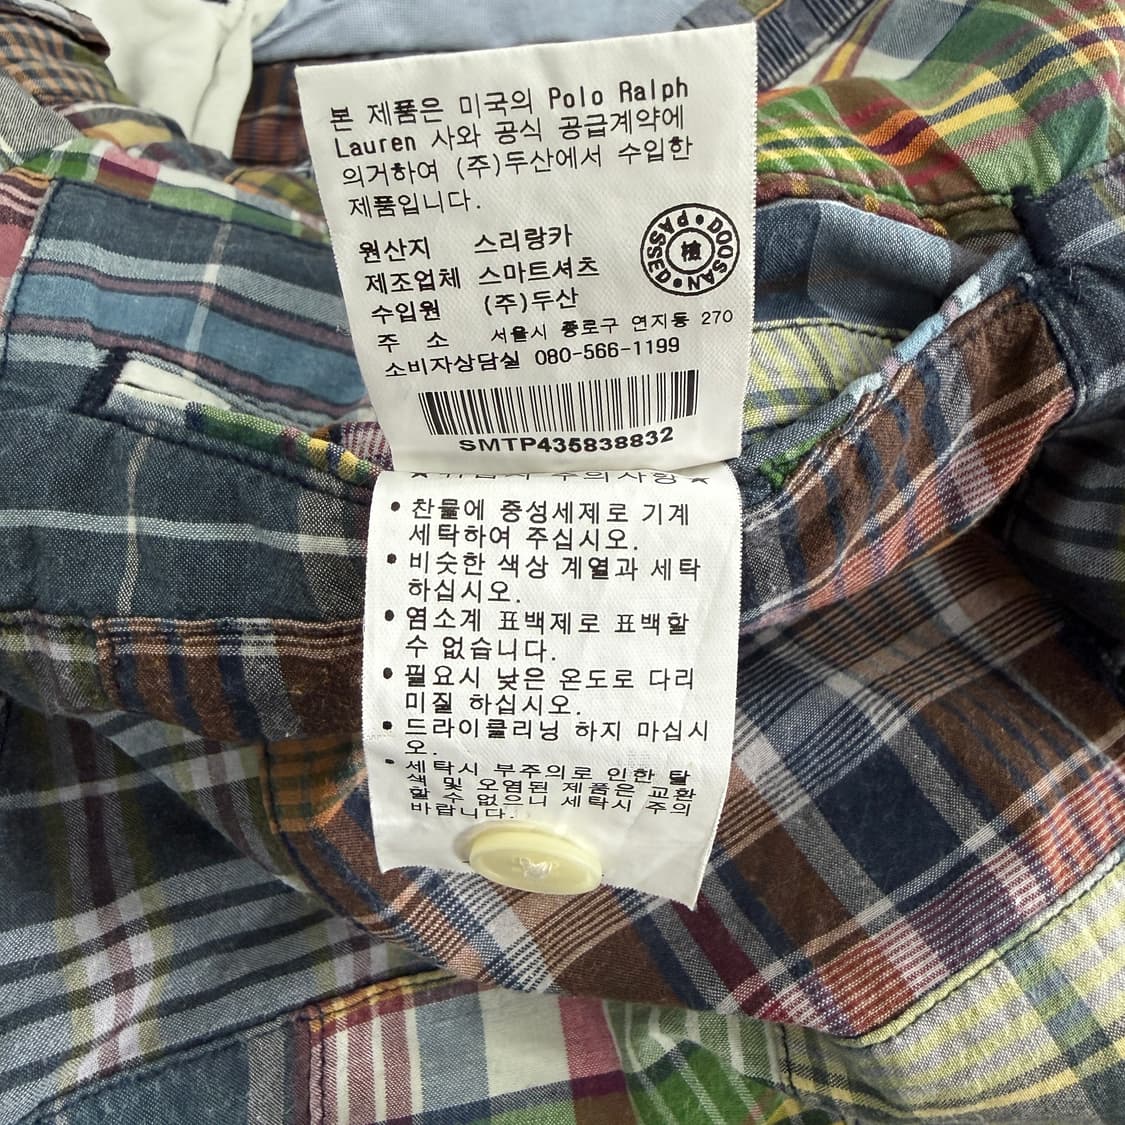 본 제품은 미국의 Polo Ralph
Lauren 사와 공식 공급계약에
의거하여 (주)두산에서 수입한
제품입니다.
원산지 스리랑카
제조업체 스마트셔츠
수입원 (주)두산
주 소 서울시 종로구 연지동 270
소비자상담실 080-566-1199
DOOSAN • PASSED •
檢
SMTP435838832
주의사항 ★
• 찬물에 중성세제로 기계
세탁하여 주십시오.
• 비슷한 색상 계열과 세탁
하십시오.
• 염소계 표백제로 표백할
수 없습니다.
• 필요시 낮은 온도로 다리
미질 하십시오.
• 드라이클리닝 하지 마십시
오.
• 세탁시 부주의로 인한 탈
색 및 오염된 제품은 교환
할 수 없으니 세탁시 주의
바랍니다.